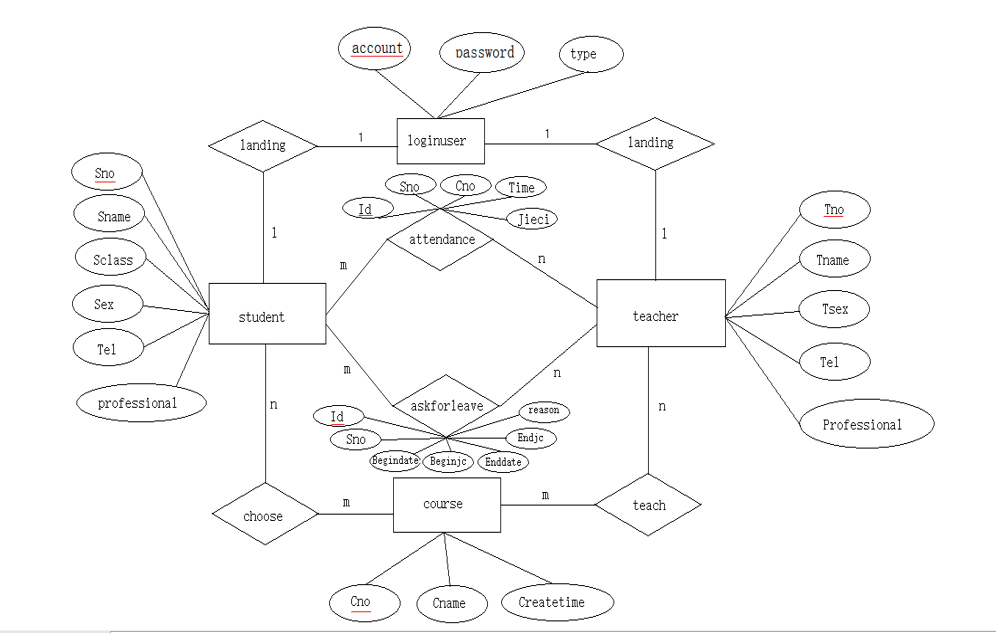 account
password
type
landing
1
loginuser
1
landing
Sno
Sname
Sclass
Sex
Tel
professional
Id
Sno
Cno
Time
Jieci
attendance
1
1
m
n
Tno
Tname
Tsex
Tel
Professional
student
teacher
m
n
askforleave
Id
Sno
Begindate
Beginjc
Enddate
Endjc
reason
n
n
choose
m
course
m
teach
Cno
Cname
Createtime